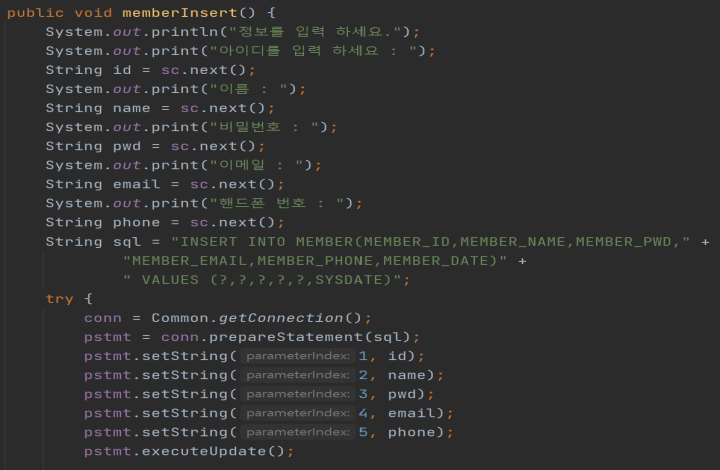 public void memberInsert() {
System.out.println("정보를 입력 하세요.");
System.out.print("아이디를 입력 하세요 : ");
String id = sc.next();
System.out.print("이름 : ");
String name = sc.next();
System.out.print("비밀번호 : ");
String pwd = sc.next();
System.out.print("이메일 : ");
String email = sc.next();
System.out.print("핸드폰 번호 : ");
String phone = sc.next();
String sql = "INSERT INTO MEMBER(MEMBER_ID,MEMBER_NAME,MEMBER_PWD," +
"MEMBER_EMAIL,MEMBER_PHONE,MEMBER_DATE)" +
" VALUES (?,?,?,?,?,SYSDATE)";
try {
conn = Common.getConnection();
pstmt = conn.prepareStatement(sql);
pstmt.setString( parameterIndex: 1, id);
pstmt.setString( parameterIndex: 2, name);
pstmt.setString( parameterIndex: 3, pwd);
pstmt.setString( parameterIndex: 4, email);
pstmt.setString( parameterIndex: 5, phone);
pstmt.executeUpdate();